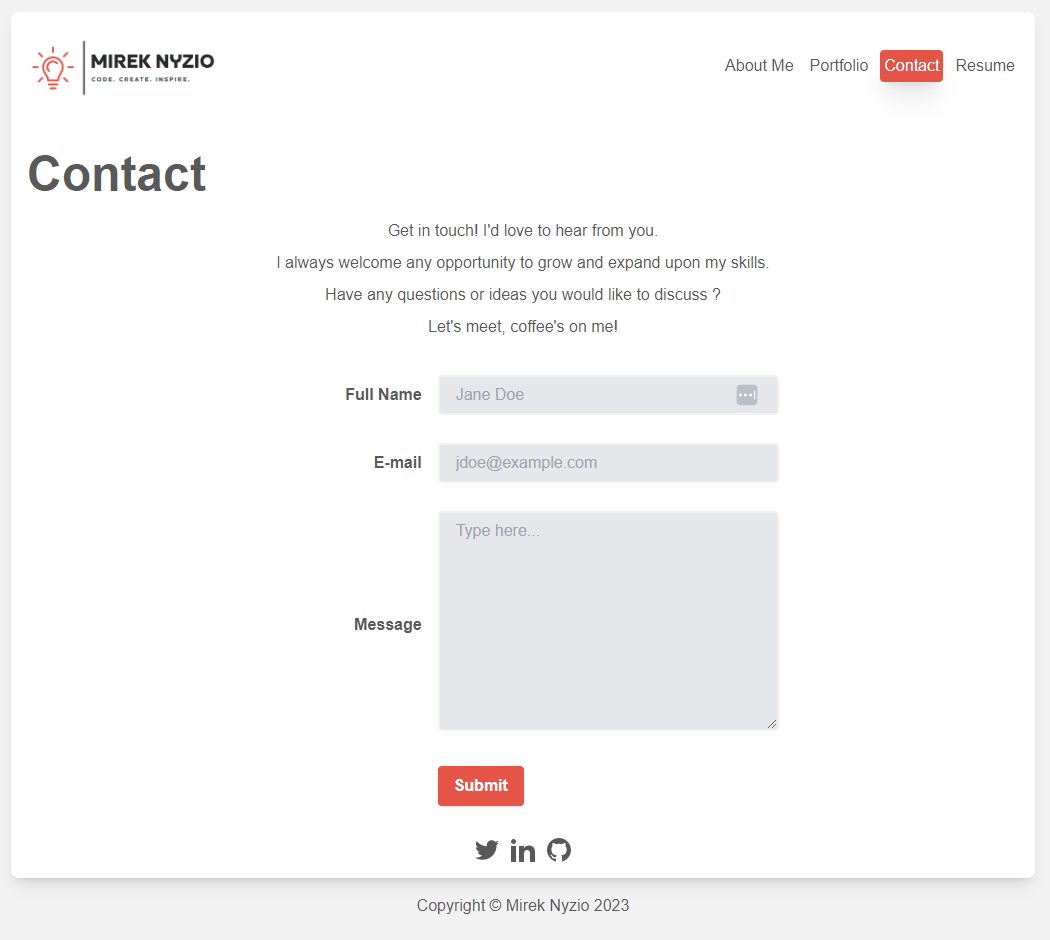 MIREK NYZIO
CODE. CREATE. INSPIRE.
About Me Portfolio Contact Resume
Contact
Get in touch! I'd love to hear from you.
I always welcome any opportunity to grow and expand upon my skills.
Have any questions or ideas you would like to discuss ?
Let's meet, coffee's on me!
Full Name Jane Doe
E-mail jdoe@example.com
Type here...
Message
Submit
Copyright © Mirek Nyzio 2023